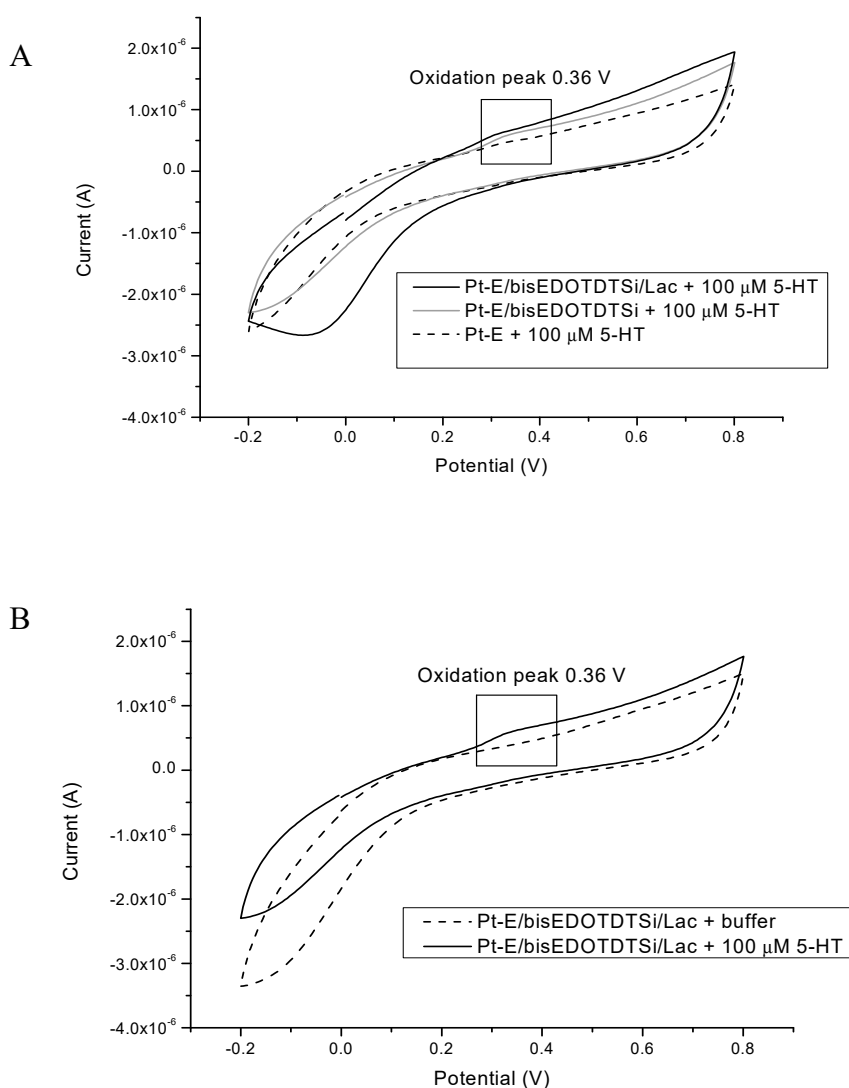 A
2.0x10⁻⁶
Oxidation peak 0.36 V
1.0x10⁻⁶
0.0
-1.0x10⁻⁶
Current (A)
Pt-E/bisEDOTDTSi/Lac + 100 μM 5-HT
-2.0x10⁻⁶
Pt-E/bisEDOTDTSi + 100 μM 5-HT
Pt-E + 100 μM 5-HT
-3.0x10⁻⁶
-4.0x10⁻⁶
-0.2 0.0 0.2 0.4 0.6 0.8
Potential (V)
B
2.0x10⁻⁶
Oxidation peak 0.36 V
1.0x10⁻⁶
0.0
Current (A)
-1.0x10⁻⁶
-2.0x10⁻⁶
Pt-E/bisEDOTDTSi/Lac + buffer
Pt-E/bisEDOTDTSi/Lac + 100 μM 5-HT
-3.0x10⁻⁶
-4.0x10⁻⁶
-0.2 0.0 0.2 0.4 0.6 0.8
Potential (V)